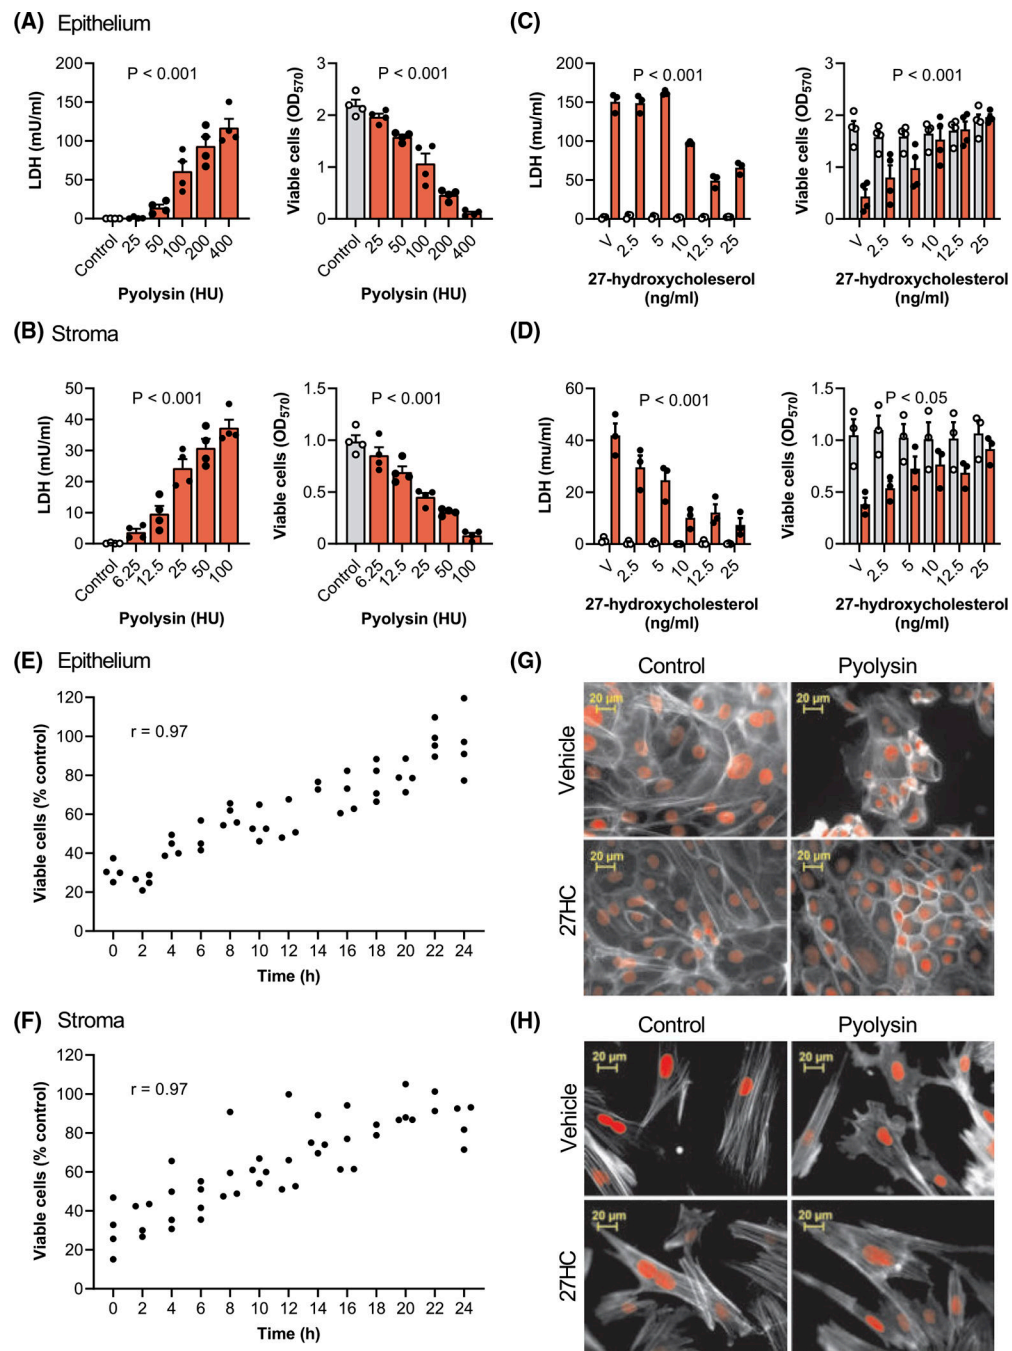 (A) Epithelium
LDH (mU/ml)
200
150
100
50
0
P < 0.001
Control
25
50
100
200
400
Pyolysin (HU)
Viable cells (OD570)
3
2
1
0
P < 0.001
Control
25
50
100
200
400
Pyolysin (HU)
(C)
LDH (mu/ml)
200
150
100
50
0
P < 0.001
V
2.5
5
10
12.5
25
27-hydroxycholeserol
(ng/ml)
Viable cells (OD570)
3
2
1
0
P < 0.001
V
2.5
5
10
12.5
25
27-hydroxycholesterol
(ng/ml)
(B) Stroma
LDH (mU/ml)
50
40
30
20
10
0
P < 0.001
Control
6.25
12.5
25
50
100
Pyolysin (HU)
Viable cells (OD570)
1.5
1.0
0.5
0
P < 0.001
Control
6.25
12.5
25
50
100
Pyolysin (HU)
(D)
LDH (mu/ml)
60
40
20
0
P < 0.001
V
2.5
5
10
12.5
25
27-hydroxycholesterol
(ng/ml)
Viable cells (OD570)
1.5
1.0
0.5
0
P < 0.05
V
2.5
5
10
12.5
25
27-hydroxycholesterol
(ng/ml)
(E) Epithelium
Viable cells (% control)
120
100
80
60
40
20
0
r = 0.97
0 2 4 6 8 10 12 14 16 18 20 22 24
Time (h)
(F) Stroma
Viable cells (% control)
120
100
80
60
40
20
0
r = 0.97
0 2 4 6 8 10 12 14 16 18 20 22 24
Time (h)
(G)
Control
Pyolysin
Vehicle
20 µm
20 µm
27HC
20 µm
20 µm
(H)
Control
Pyolysin
Vehicle
20 µm
20 µm
27HC
20 µm
20 µm